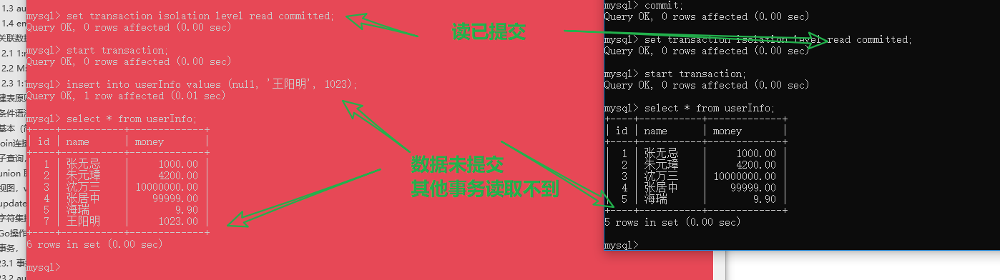 1.3 au
1.4 en
关联数据
2.1 1:
2.2 M:
2.3 1:
建表原
条件语
基本（
join连接
子查询,
union
视图, v
update
字符集
Go操作
事务,
23.1 事
23.2 au
mysql> set transaction isolation level read committed;
Query OK, 0 rows affected (0.00 sec)
mysql> start transaction;
Query OK, 0 rows affected (0.00 sec)
mysql> insert into userInfo values (null, '王阳明', 1023);
Query OK, 1 row affected (0.01 sec)
mysql> select * from userInfo;
+----+-----------+-------------+
| id | name | money |
+----+-----------+-------------+
| 1 | 张无忌 | 1000.00 |
| 2 | 朱元璋 | 4200.00 |
| 3 | 沈万三 | 10000000.00 |
| 4 | 张居中 | 99999.00 |
| 5 | 海瑞 | 9.90 |
| 7 | 王阳明 | 1023.00 |
+----+-----------+-------------+
6 rows in set (0.00 sec)
mysql>
读已提交
数据未提交
其他事务读取不到
mysql> commit;
Query OK, 0 rows affected (0.00 sec)
mysql> set transaction isolation level read committed;
Query OK, 0 rows affected (0.00 sec)
mysql> start transaction;
Query OK, 0 rows affected (0.00 sec)
mysql> select * from userInfo;
+----+-----------+-------------+
| id | name | money |
+----+-----------+-------------+
| 1 | 张无忌 | 1000.00 |
| 2 | 朱元璋 | 4200.00 |
| 3 | 沈万三 | 10000000.00 |
| 4 | 张居中 | 99999.00 |
| 5 | 海瑞 | 9.90 |
+----+-----------+-------------+
5 rows in set (0.00 sec)
mysql>